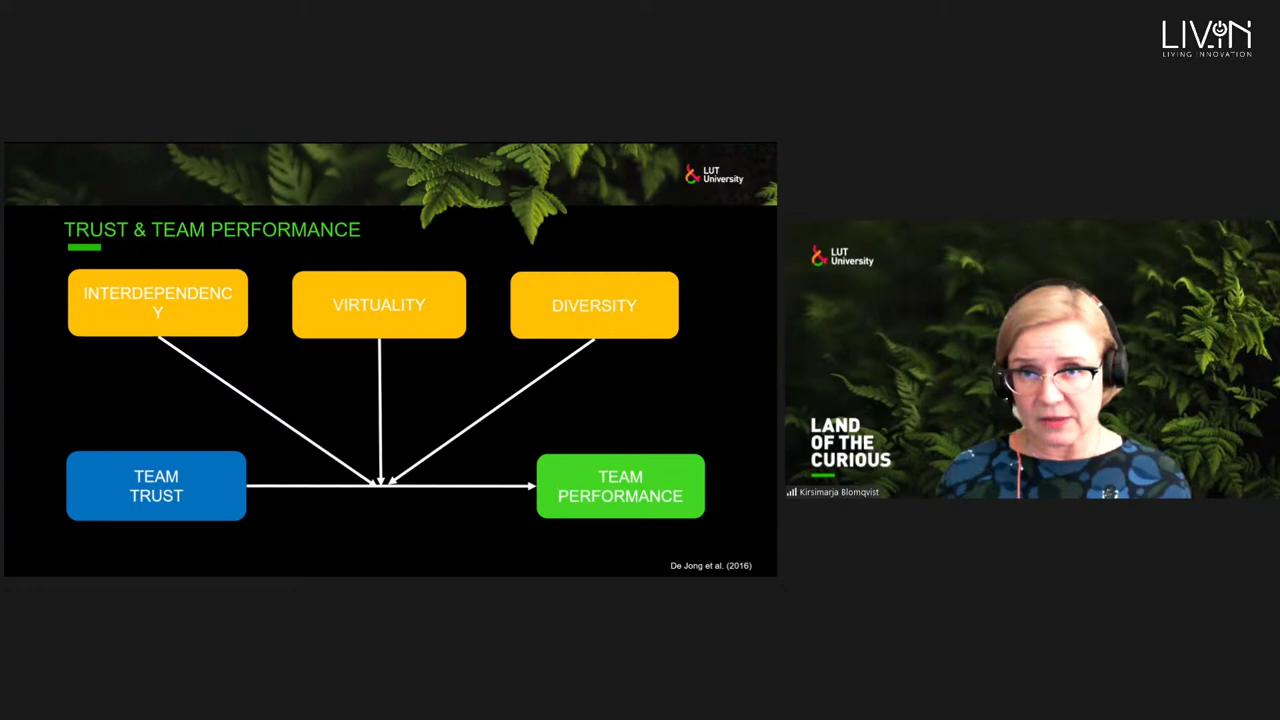 LIVIN
LIVING INNOVATION
LUT
University
TRUST & TEAM PERFORMANCE
INTERDEPENDENC
Y
VIRTUALITY
DIVERSITY
TEAM
TRUST
TEAM
PERFORMANCE
De Jong et al. (2016)
LUT
University
LAND
OF THE
CURIOUS
Kirsimarja Blomqvist